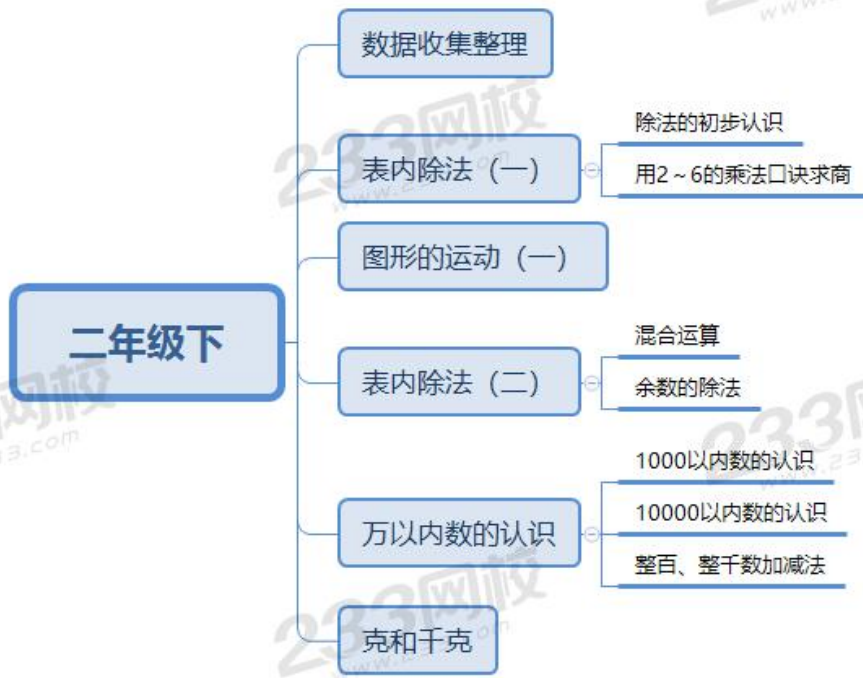 数据收集整理
除法的初步认识
表内除法（一）
用2～6的乘法口诀求商
图形的运动（一）
二年级下
混合运算
表内除法（二）
余数的除法
1000以内数的认识
10000以内数的认识
万以内数的认识
整百、整千数加减法
克和千克
233网校
www.233.com